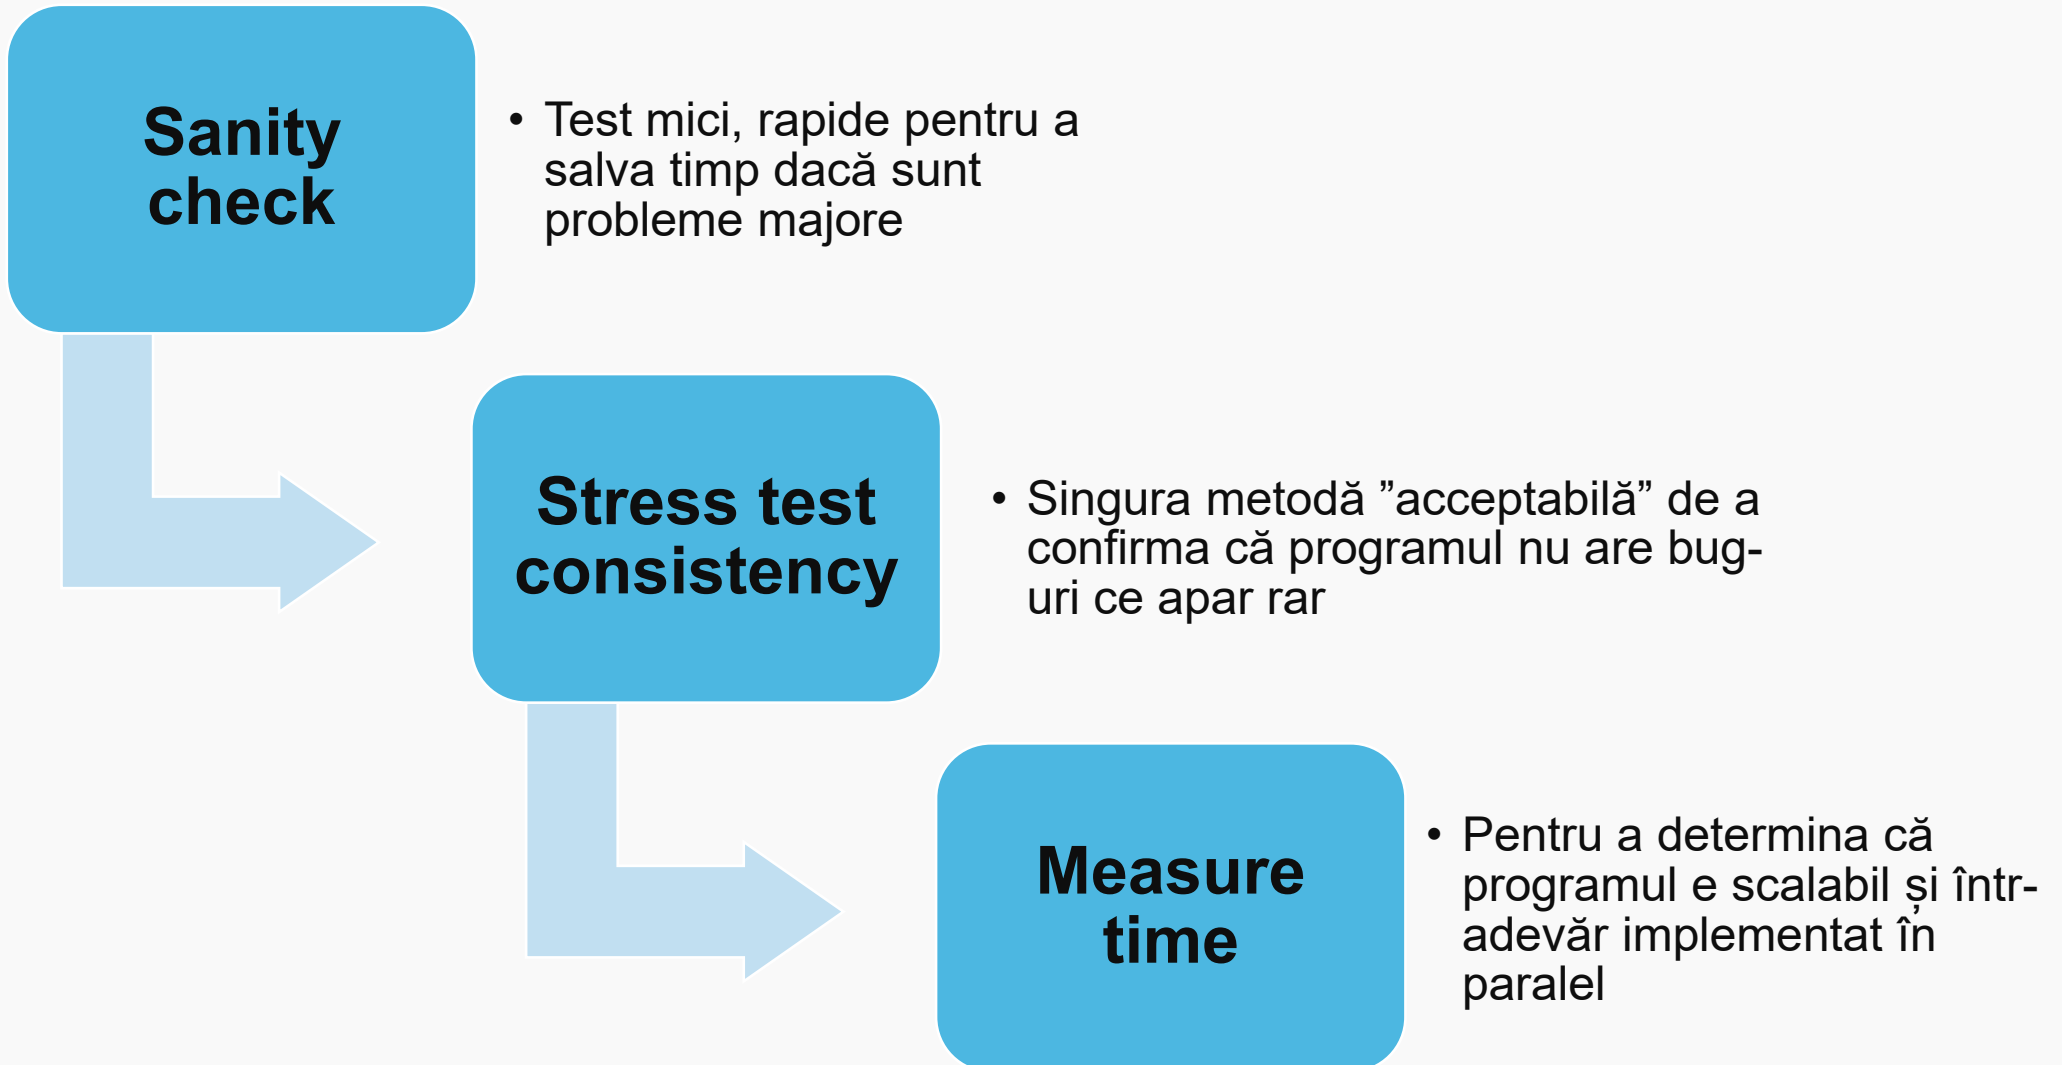 Sanity
check
• Test mici, rapide pentru a
salva timp dacă sunt
probleme majore
Stress test
consistency
• Singura metodă ”acceptabilă” de a
confirma că programul nu are bug-
uri ce apar rar
Measure
time
• Pentru a determina că
programul e scalabil și într-
adevăr implementat în
paralel